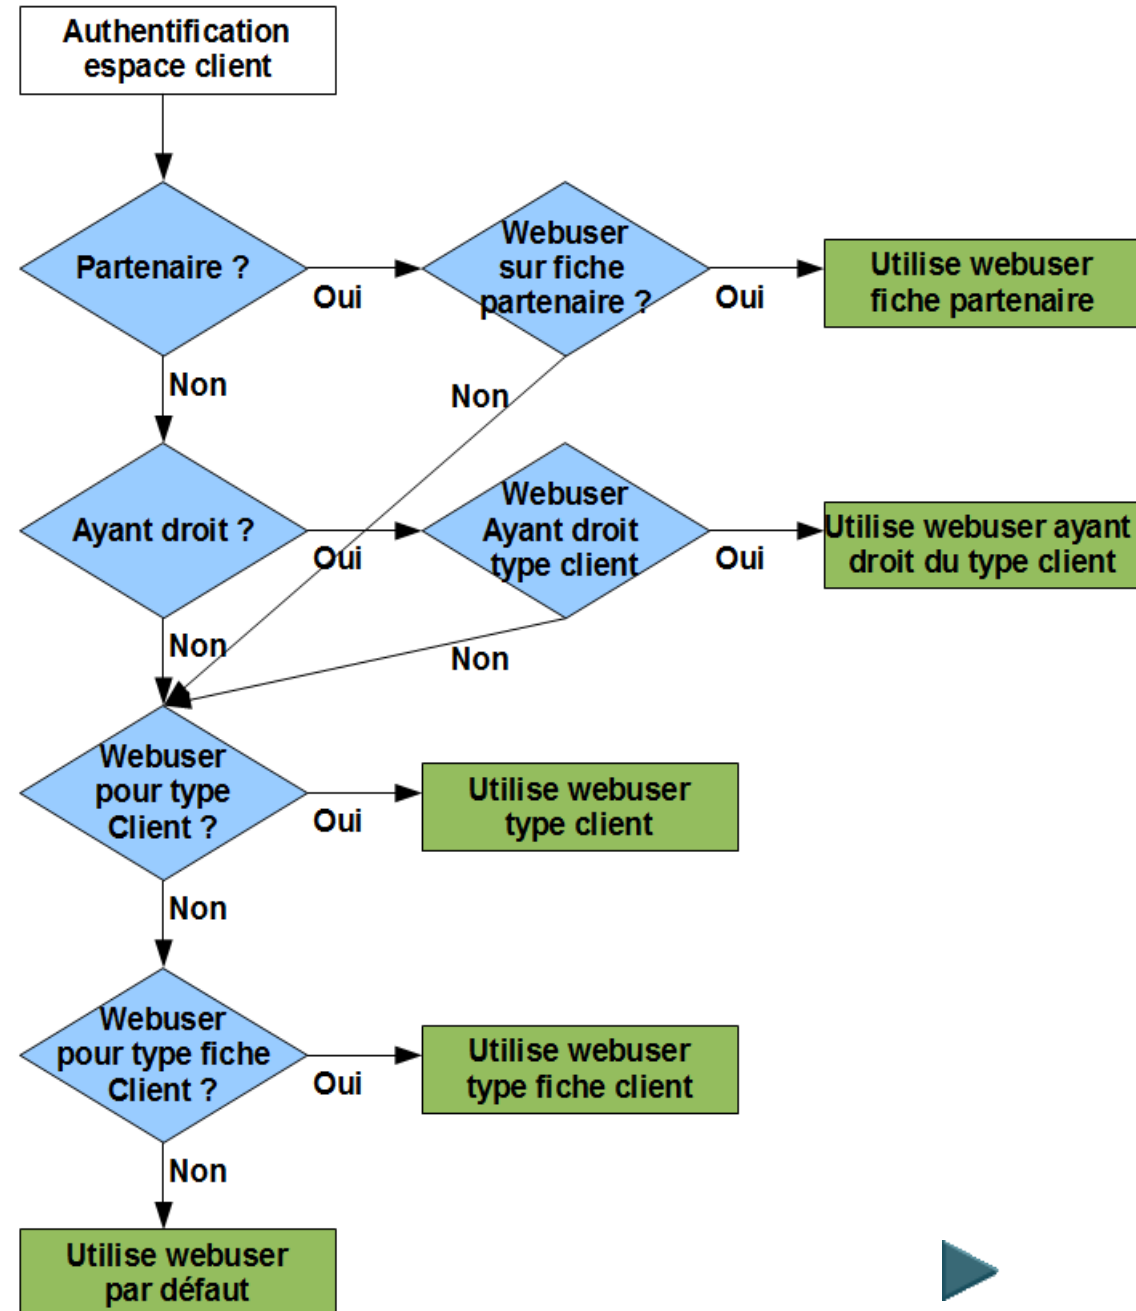 Authentification
espace client
Partenaire ?
Oui
Webuser
sur fiche
partenaire ?
Oui
Utilise webuser
fiche partenaire
Non
Non
Ayant droit ?
Oui
Webuser
Ayant droit
type client
Oui
Utilise webuser ayant
droit du type client
Non
Non
Webuser
pour type
Client ?
Oui
Utilise webuser
type client
Non
Webuser
pour type fiche
Client ?
Oui
Utilise webuser
type fiche client
Non
Utilise webuser
par défaut